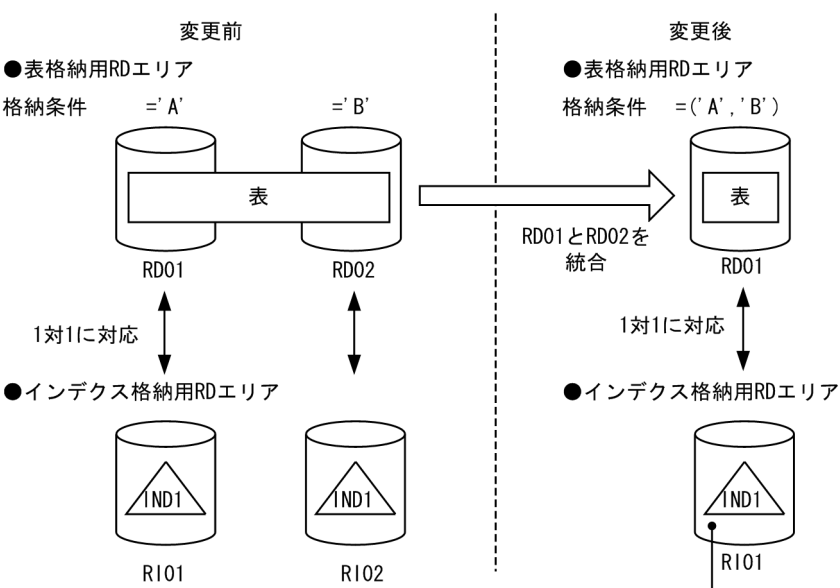 変更前
●表格納用RDエリア
格納条件 ='A' ='B'
表
RD01 RD02
1対1に対応
●インデクス格納用RDエリア
IND1 IND1
RI01 RI02
RD01とRD02を
統合
変更後
●表格納用RDエリア
格納条件 =('A','B')
表
RD01
1対1に対応
●インデクス格納用RDエリア
IND1
RI01